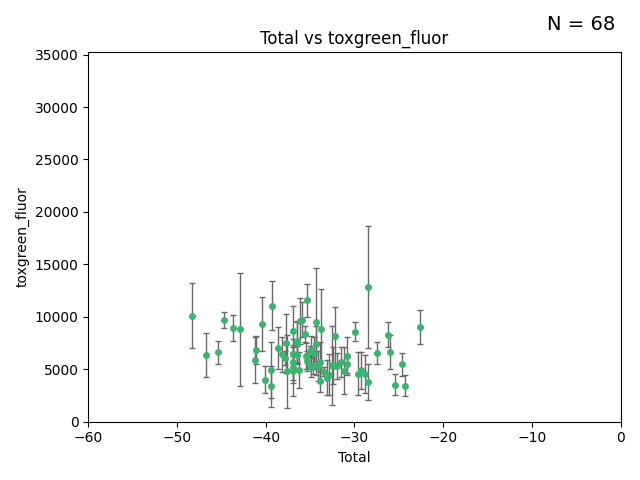 N = 68
Total vs toxgreen_fluor
35000
30000
25000
20000
15000
10000
5000
0
toxgreen_fluor
−60 −50 −40 −30 −20 −10 0
Total